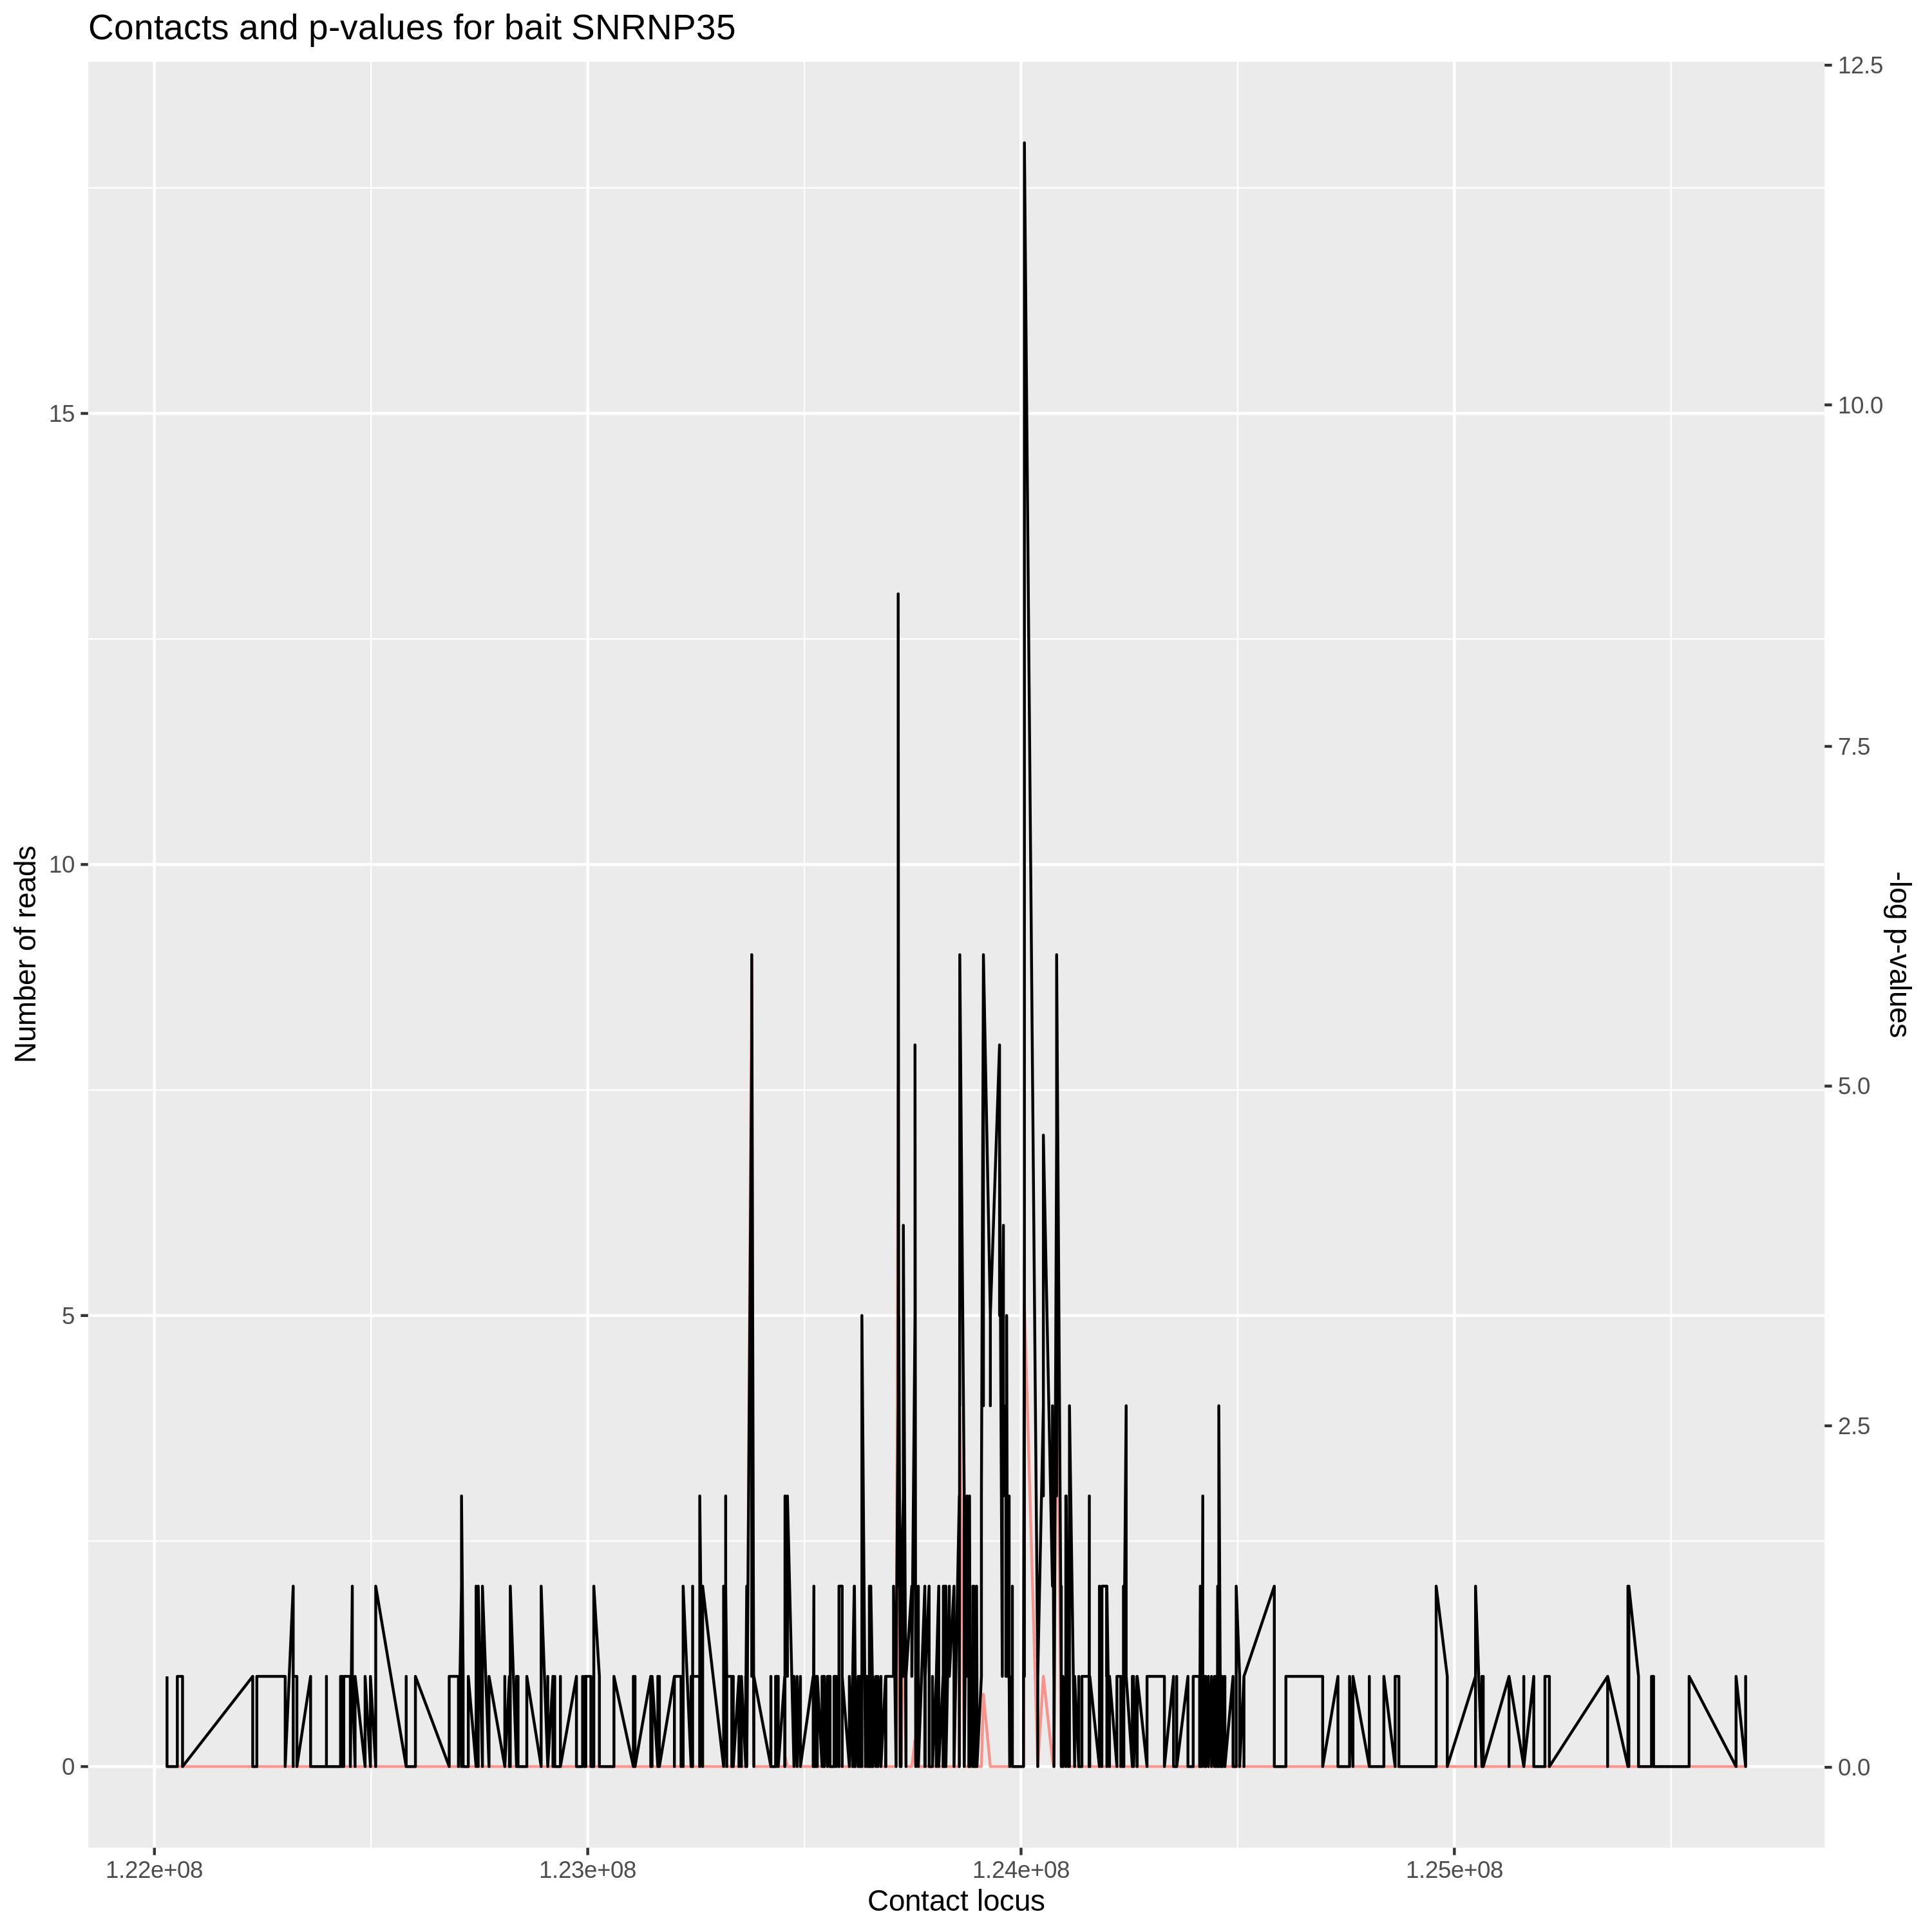 Contacts and p-values for bait SNRNP35
12.5
15
10.0
7.5
10
Number of reads
-log p-values
5.0
5
2.5
0
0.0
1.22e+08
1.23e+08
1.24e+08
1.25e+08
Contact locus